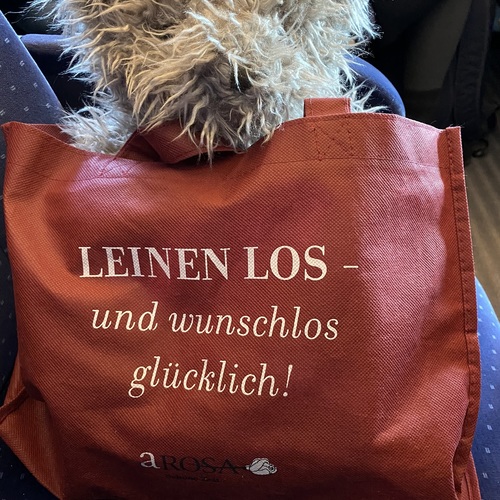 LEINEN LOS –
und wunschlos
glücklich!
aROSA